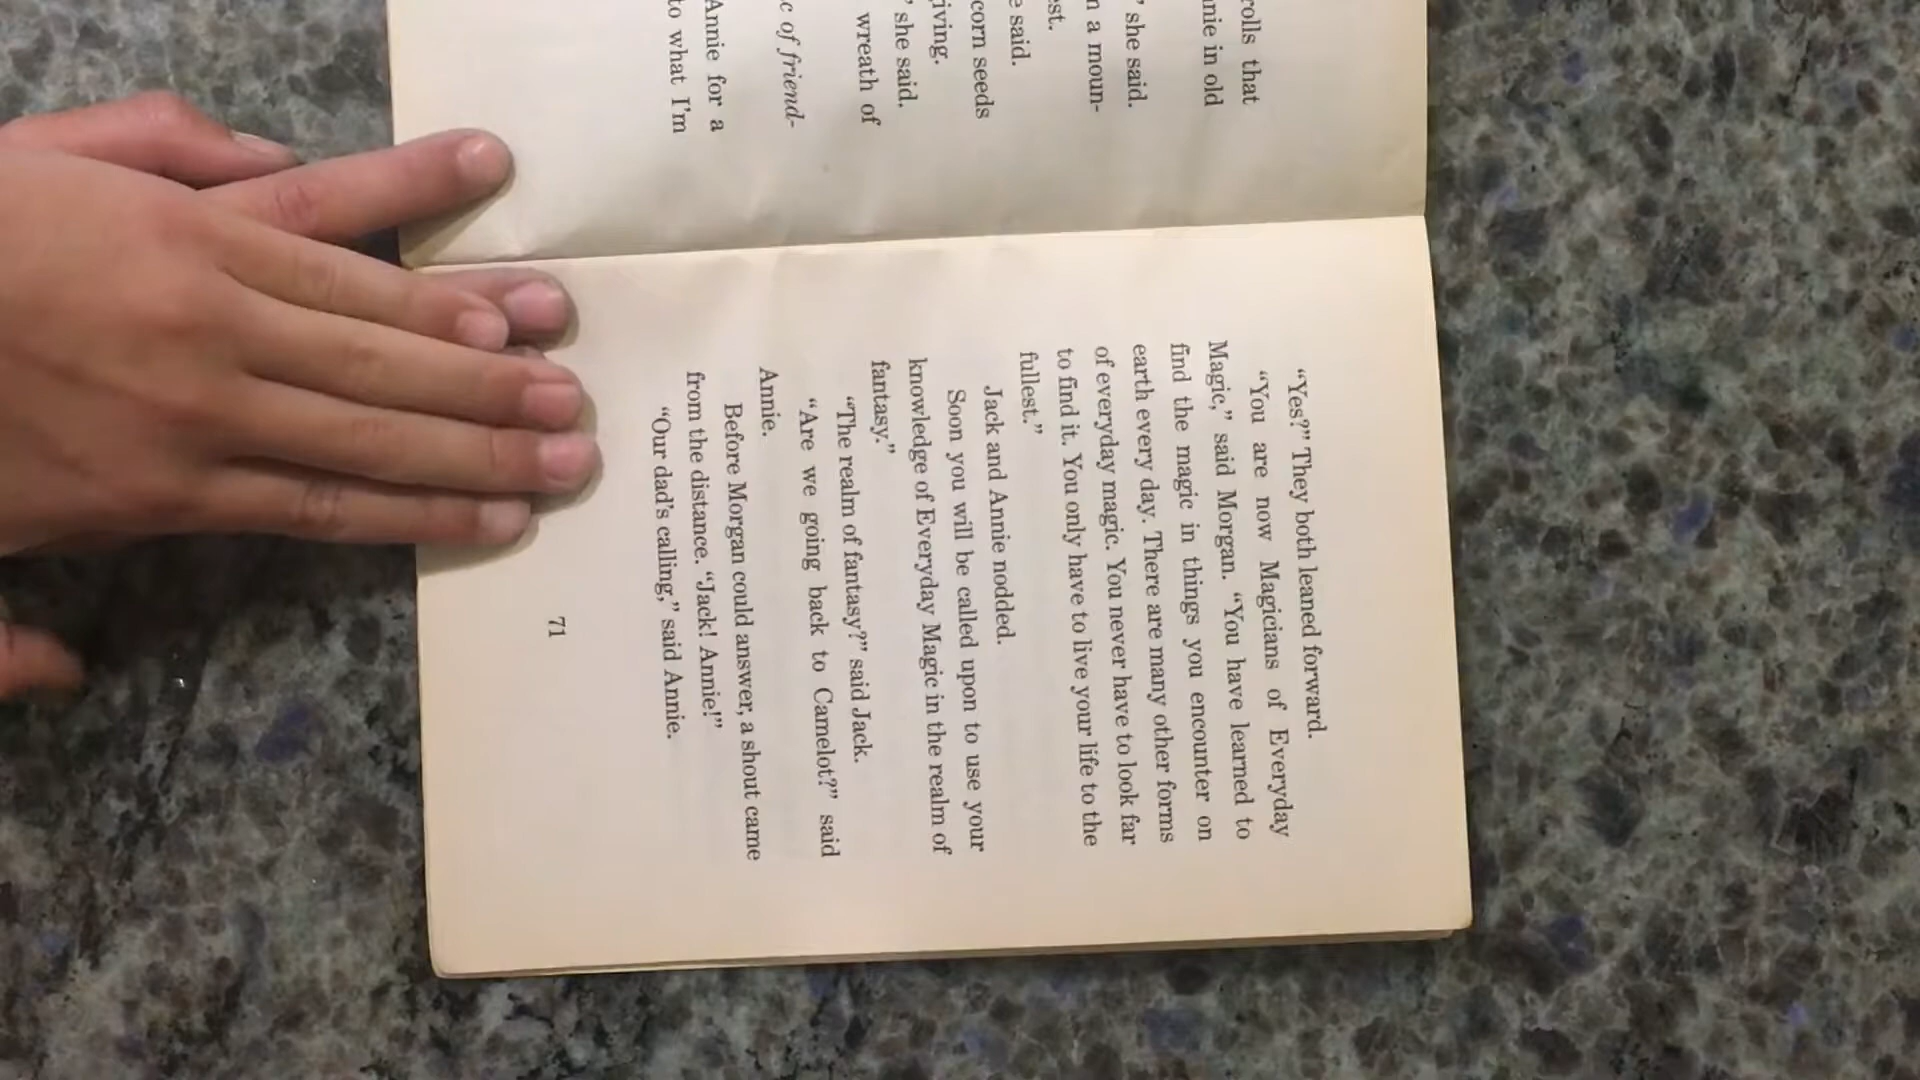 rolls that
nnie in old
" she said.
n a moun-
est.
e said.
corn seeds
giving.
" she said.
wreath of
c of friend-
Annie for a
to what I'm
"Yes?" They both leaned forward.
"You are now Magicians of Everyday
Magic," said Morgan. "You have learned to
find the magic in things you encounter on
earth every day. There are many other forms
of everyday magic. You never have to look far
to find it. You only have to live your life to the
fullest."
Jack and Annie nodded.
Soon you will be called upon to use your
knowledge of Everyday Magic in the realm of
fantasy."
"The realm of fantasy?" said Jack.
"Are we going back to Camelot?" said
Annie.
Before Morgan could answer, a shout came
from the distance. "Jack! Annie!"
"Our dad's calling," said Annie.
71